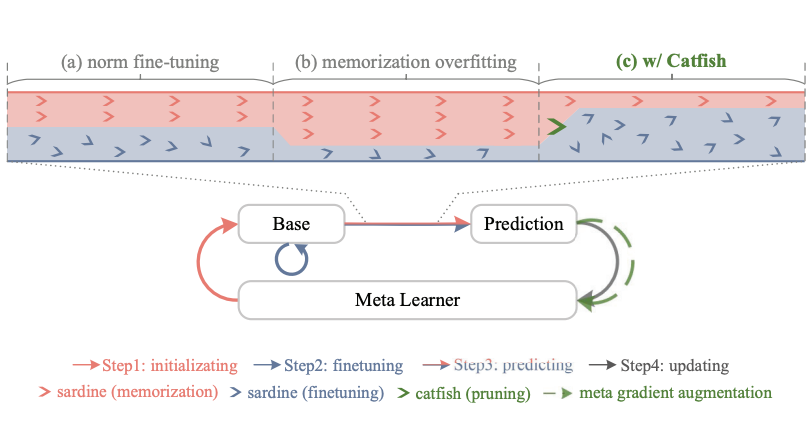 (a) norm fine-tuning (b) memorization overfitting (c) w/ Catfish
Base Prediction
Meta Learner
Step1: initializating Step2: finetuning Step3: predicting Step4: updating
sardine (memorization) sardine (finetuning) catfish (pruning) meta gradient augmentation